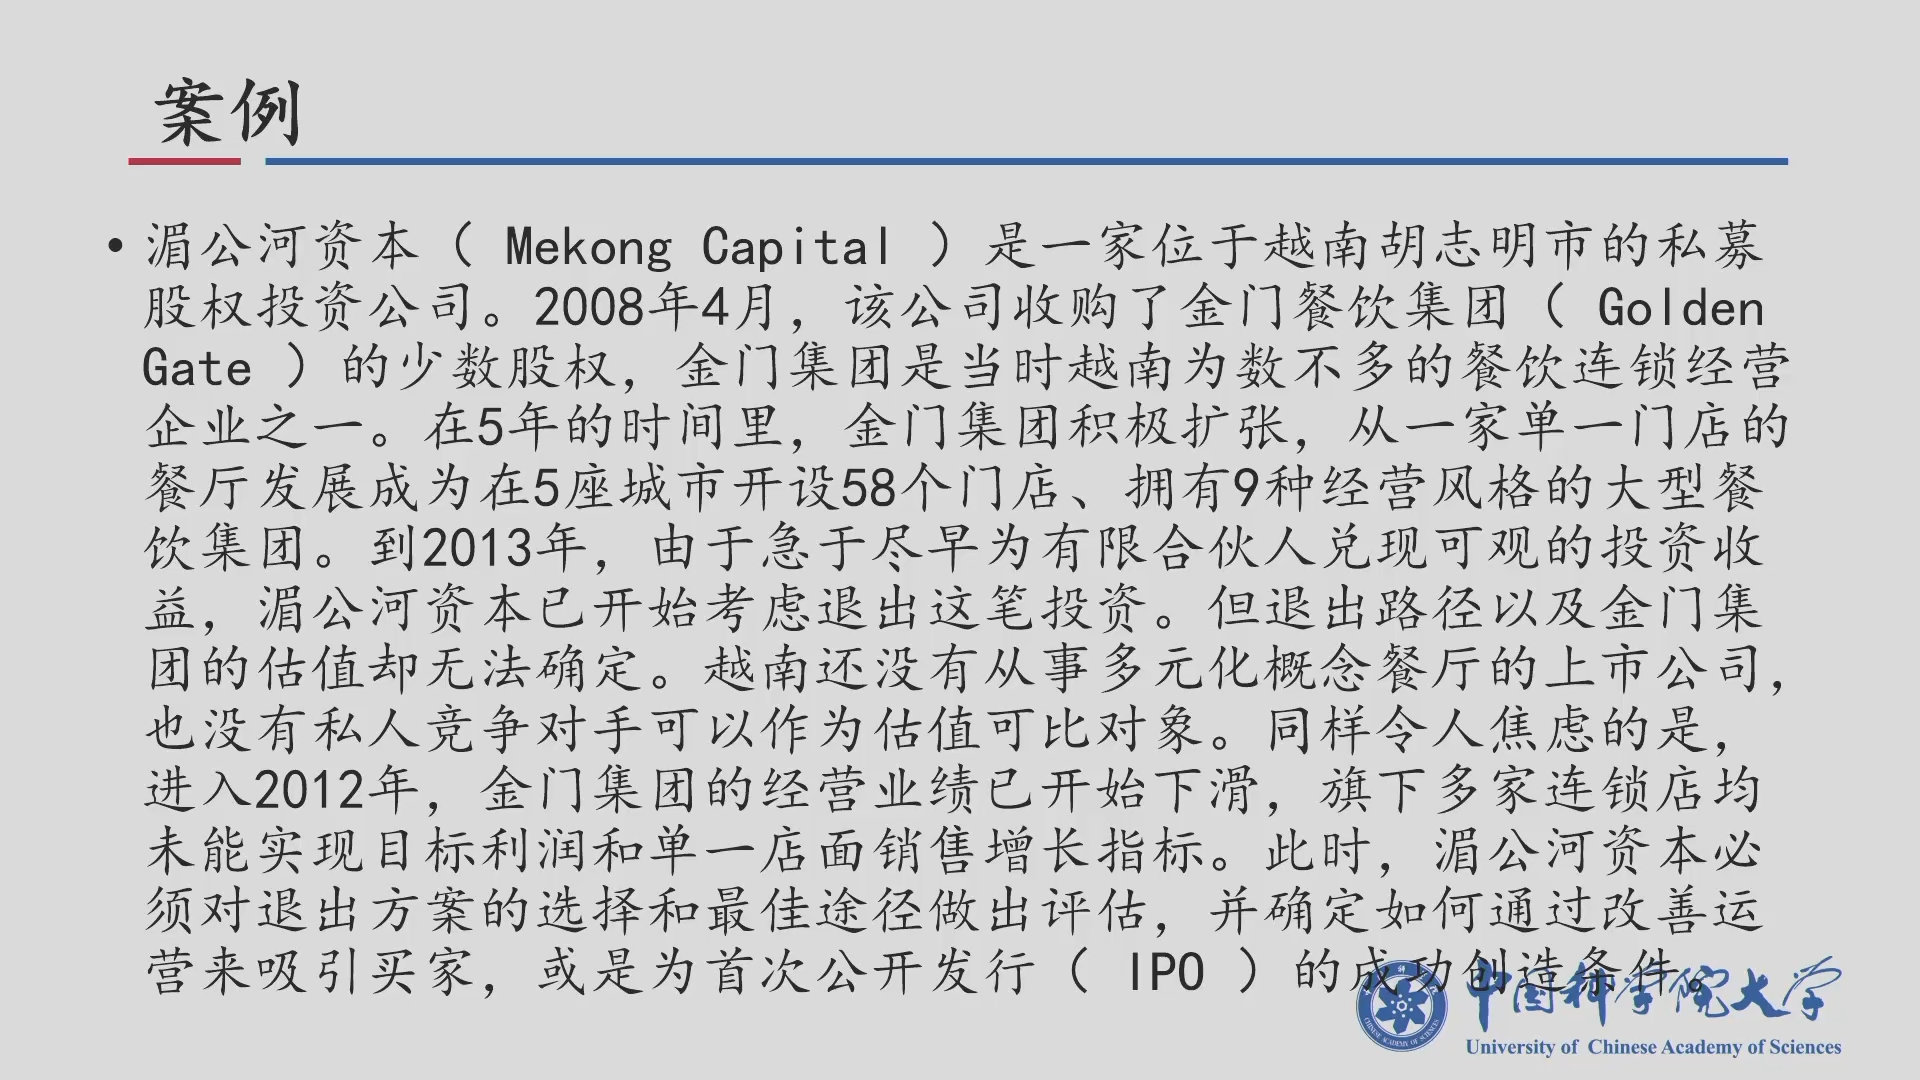 案例
• 湄公河资本（ Mekong Capital ）是一家位于越南胡志明市的私募
股权投资公司。2008年4月，该公司收购了金门餐饮集团（ Golden
Gate ）的少数股权，金门集团是当时越南为数不多的餐饮连锁经营
企业之一。在5年的时间里，金门集团积极扩张，从一家单一门店的
餐厅发展成为在5座城市开设58个门店、拥有9种经营风格的大型餐
饮集团。到2013年，由于急于尽早为有限合伙人兑现可观的投资收
益，湄公河资本已开始考虑退出这笔投资。但退出路径以及金门集
团的估值却无法确定。越南还没有从事多元化概念餐厅的上市公司，
也没有私人竞争对手可以作为估值可比对象。同样令人焦虑的是，
进入2012年，金门集团的经营业绩已开始下滑，旗下多家连锁店均
未能实现目标利润和单一店面销售增长指标。此时，湄公河资本必
须对退出方案的选择和最佳途径做出评估，并确定如何通过改善运
营来吸引买家，或是为首次公开发行（ IPO ）的成功创造条件。
中国科学院大学
University of Chinese Academy of Sciences